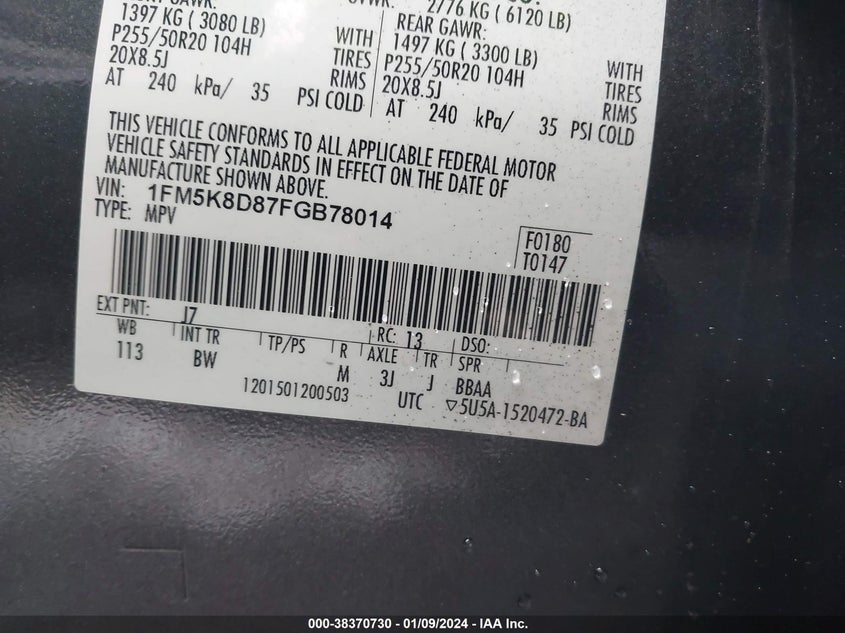 1397 KG ( 3080 LB)
P255/50R20 104H WITH
20X8.5J TIRES
RIMS
AT 240 kPa/ 35 PSI COLD
2776 KG ( 6120 LB)
REAR GAWR:
1497 KG ( 3300 LB)
P255/50R20 104H WITH
20X8.5J TIRES
RIMS
AT 240 kPa/ 35 PSI COLD
THIS VEHICLE CONFORMS TO ALL APPLICABLE FEDERAL MOTOR
VEHICLE SAFETY STANDARDS IN EFFECT ON THE DATE OF
MANUFACTURE SHOWN ABOVE.
VIN: 1FM5K8D87FGB78014
TYPE: MPV
F0180
T0147
EXT PNT: J7 RC: 13 DSO:
WB INT TR TP/PS R AXLE TR SPR
113 BW M 3J J BBAA
1201501200503 UTC ▽5U5A-1520472-BA
000-38370730 - 01/09/2024 - IAA Inc.